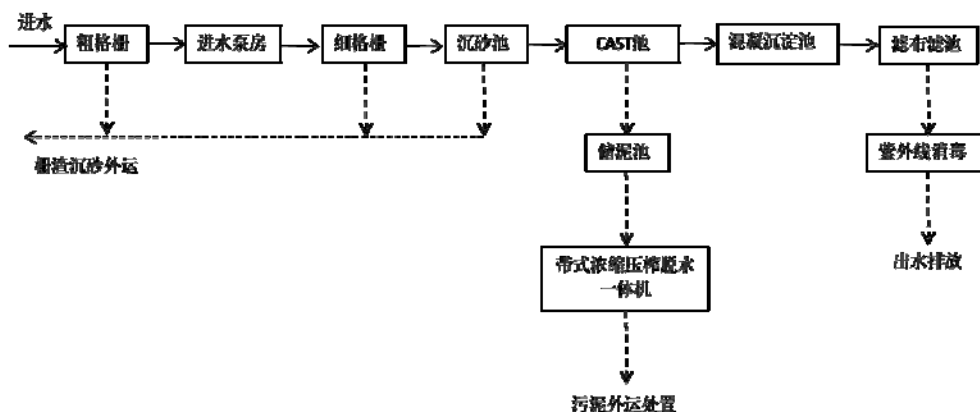 进水
粗格栅
进水泵房
细格栅
沉砂池
CAST池
混凝沉淀池
滤布滤池
栅渣沉砂外运
储泥池
紫外线消毒
带式浓缩压榨脱水
一体机
出水排放
污泥外运处置